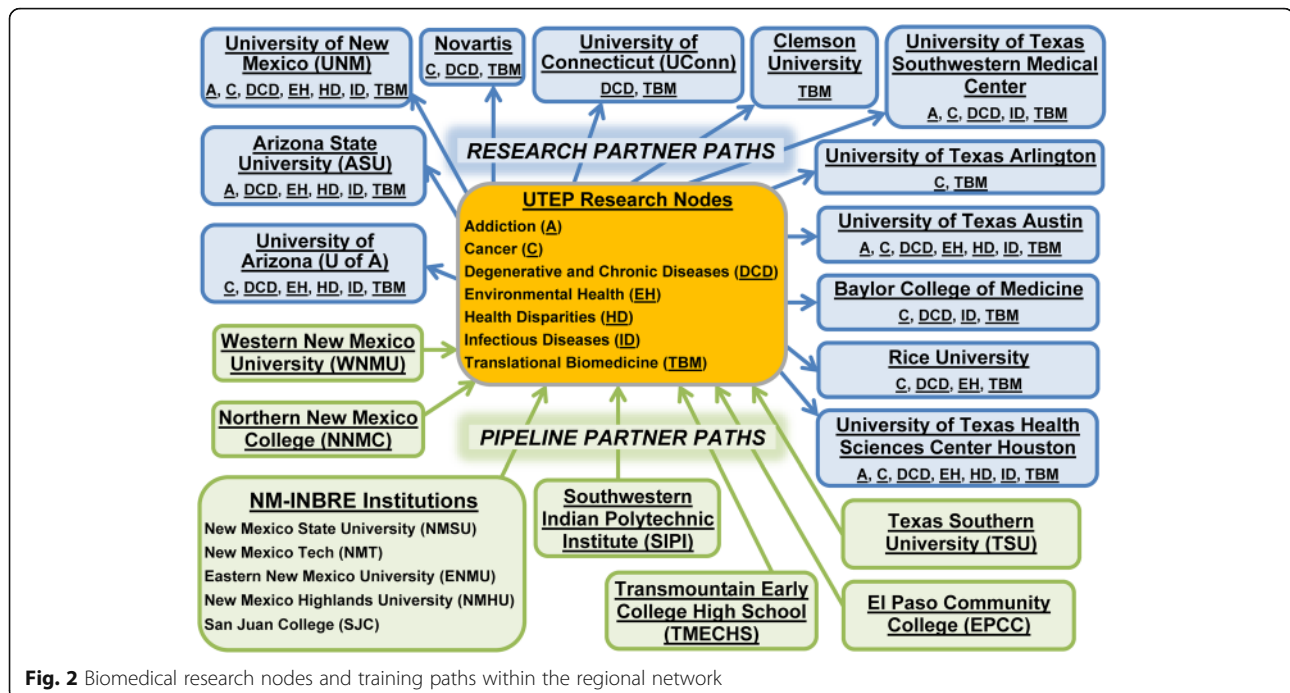 University of New
Mexico (UNM)
A, C, DCD, EH, HD, ID, TBM
Novartis
C, DCD, TBM
University of
Connecticut (UConn)
DCD, TBM
Clemson
University
TBM
University of Texas
Southwestern Medical
Center
A, C, DCD, ID, TBM
Arizona State
University (ASU)
A, DCD, EH, HD, ID, TBM
RESEARCH PARTNER PATHS
University of Texas Arlington
C, TBM
University of
Arizona (U of A)
C, DCD, EH, HD, ID, TBM
UTEP Research Nodes
Addiction (A)
Cancer (C)
Degenerative and Chronic Diseases (DCD)
Environmental Health (EH)
Health Disparities (HD)
Infectious Diseases (ID)
Translational Biomedicine (TBM)
University of Texas Austin
A, C, DCD, EH, HD, ID, TBM
Baylor College of Medicine
C, DCD, ID, TBM
Rice University
C, DCD, EH, TBM
University of Texas Health
Sciences Center Houston
A, C, DCD, EH, HD, ID, TBM
Western New Mexico
University (WNMU)
Northern New Mexico
College (NNMC)
PIPELINE PARTNER PATHS
NM-INBRE Institutions
New Mexico State University (NMSU)
New Mexico Tech (NMT)
Eastern New Mexico University (ENMU)
New Mexico Highlands University (NMHU)
San Juan College (SJC)
Southwestern
Indian Polytechnic
Institute (SIPI)
Transmountain Early
College High School
(TMECHS)
Texas Southern
University (TSU)
El Paso Community
College (EPCC)
Fig. 2 Biomedical research nodes and training paths within the regional network